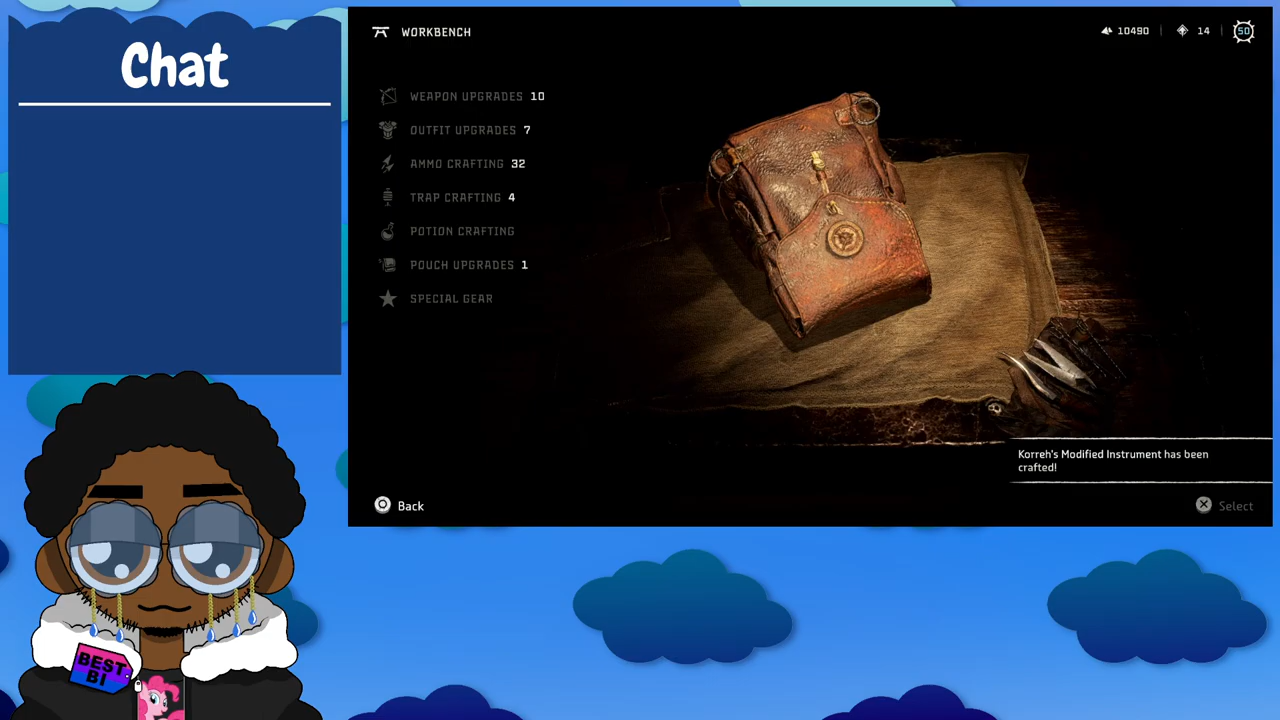 Chat
WORKBENCH
10490
14
50
WEAPON UPGRADES 10
OUTFIT UPGRADES 7
AMMO CRAFTING 32
TRAP CRAFTING 4
POTION CRAFTING
POUCH UPGRADES 1
SPECIAL GEAR
Korreh's Modified Instrument has been
crafted!
Back
Select
BEST
BI